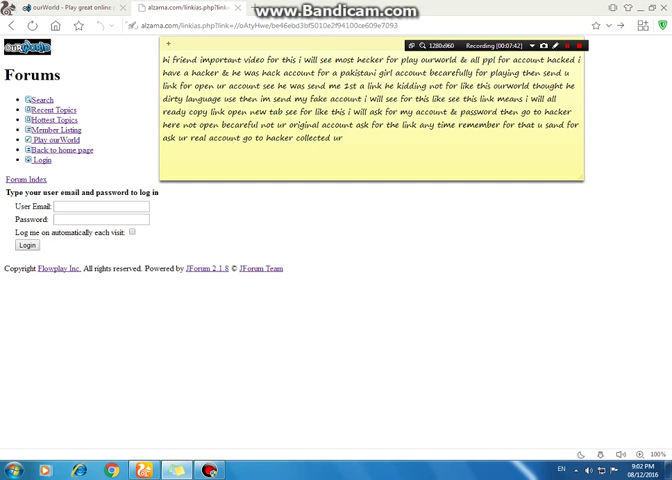 www.Bandicam.com
ourWorld - Play great online
alzama.com/linkias.php?link=
alzama.com/linkias.php?link=/oAtyHwe/be46ebd3bf5010e2f94100ce609e7093
1280x960 Recording [00:07:42]
hi friend important video for this i will see most hecker for play ourworld & all ppl for account hacked i
have a hacker & he was hack account for a pakistani girl account becarefully for playing then send u
link for open ur account see he was send me 1st a link he kidding not for like this ourworld thought he
dirty language use then im send my fake account i will see for this like see this link means i will all
ready copy link open new tab see for like this i will ask for my account & password then go to hacker
here not open becareful not ur original account ask for the link any time remember for that u sand for
ask ur real account go to hacker collected ur
ourWorld
Forums
Search
Recent Topics
Hottest Topics
Member Listing
Play ourWorld
Back to home page
Login
Forum Index
Type your user email and password to log in
User Email:
Password:
Log me on automatically each visit:
Login
Copyright Flowplay Inc. All rights reserved. Powered by JForum 2.1.8 © JForum Team
100%
EN
9:02 PM
08/12/2016